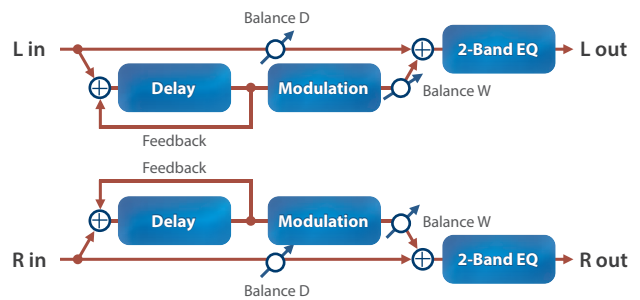 Balance D
L in
2-Band EQ
L out
Delay
Modulation
Balance W
Feedback
Feedback
Delay
Modulation
Balance W
R in
2-Band EQ
R out
Balance D